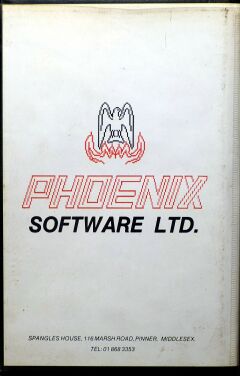 PHOENIX
SOFTWARE LTD.
SPANGLES HOUSE, 116 MARSH ROAD, PINNER, MIDDLESEX.
TEL: 01 868 3353